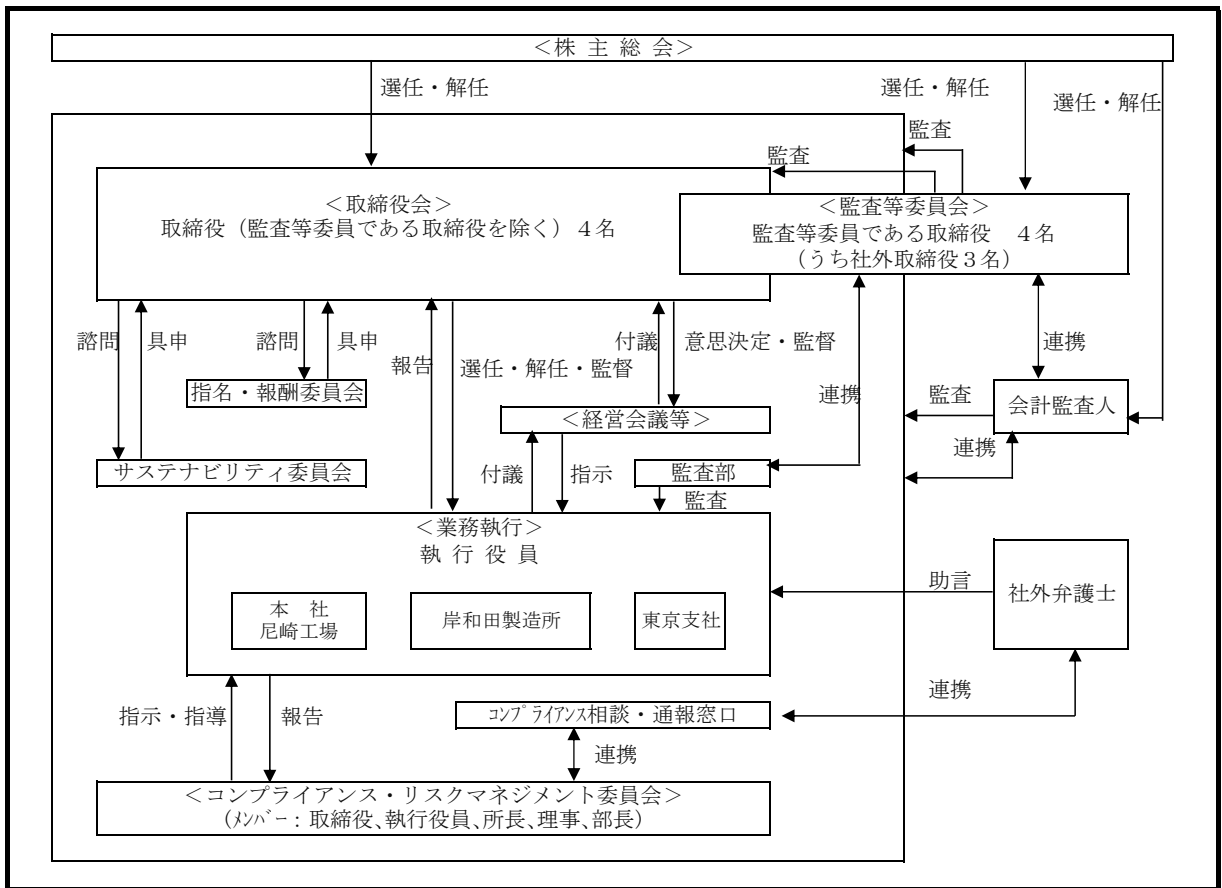 ＜株 主 総 会＞
選任・解任
選任・解任
選任・解任
監査
監査
＜取締役会＞
取締役（監査等委員である取締役を除く）４名
＜監査等委員会＞
監査等委員である取締役　４名
（うち社外取締役３名）
諮問
具申
諮問
具申
報告
選任・解任・監督
付議
意思決定・監督
連携
連携
指名・報酬委員会
＜経営会議等＞
監査
会計監査人
連携
サステナビリティ委員会
付議
指示
監査部
監査
＜業務執行＞
執 行 役 員
本　社
尼崎工場
岸和田製造所
東京支社
助言
社外弁護士
指示・指導
報告
ｺﾝﾌﾟﾗｲｱﾝｽ相談・通報窓口
連携
連携
＜コンプライアンス・リスクマネジメント委員会＞
（ﾒﾝﾊﾞｰ：取締役、執行役員、所長、理事、部長）